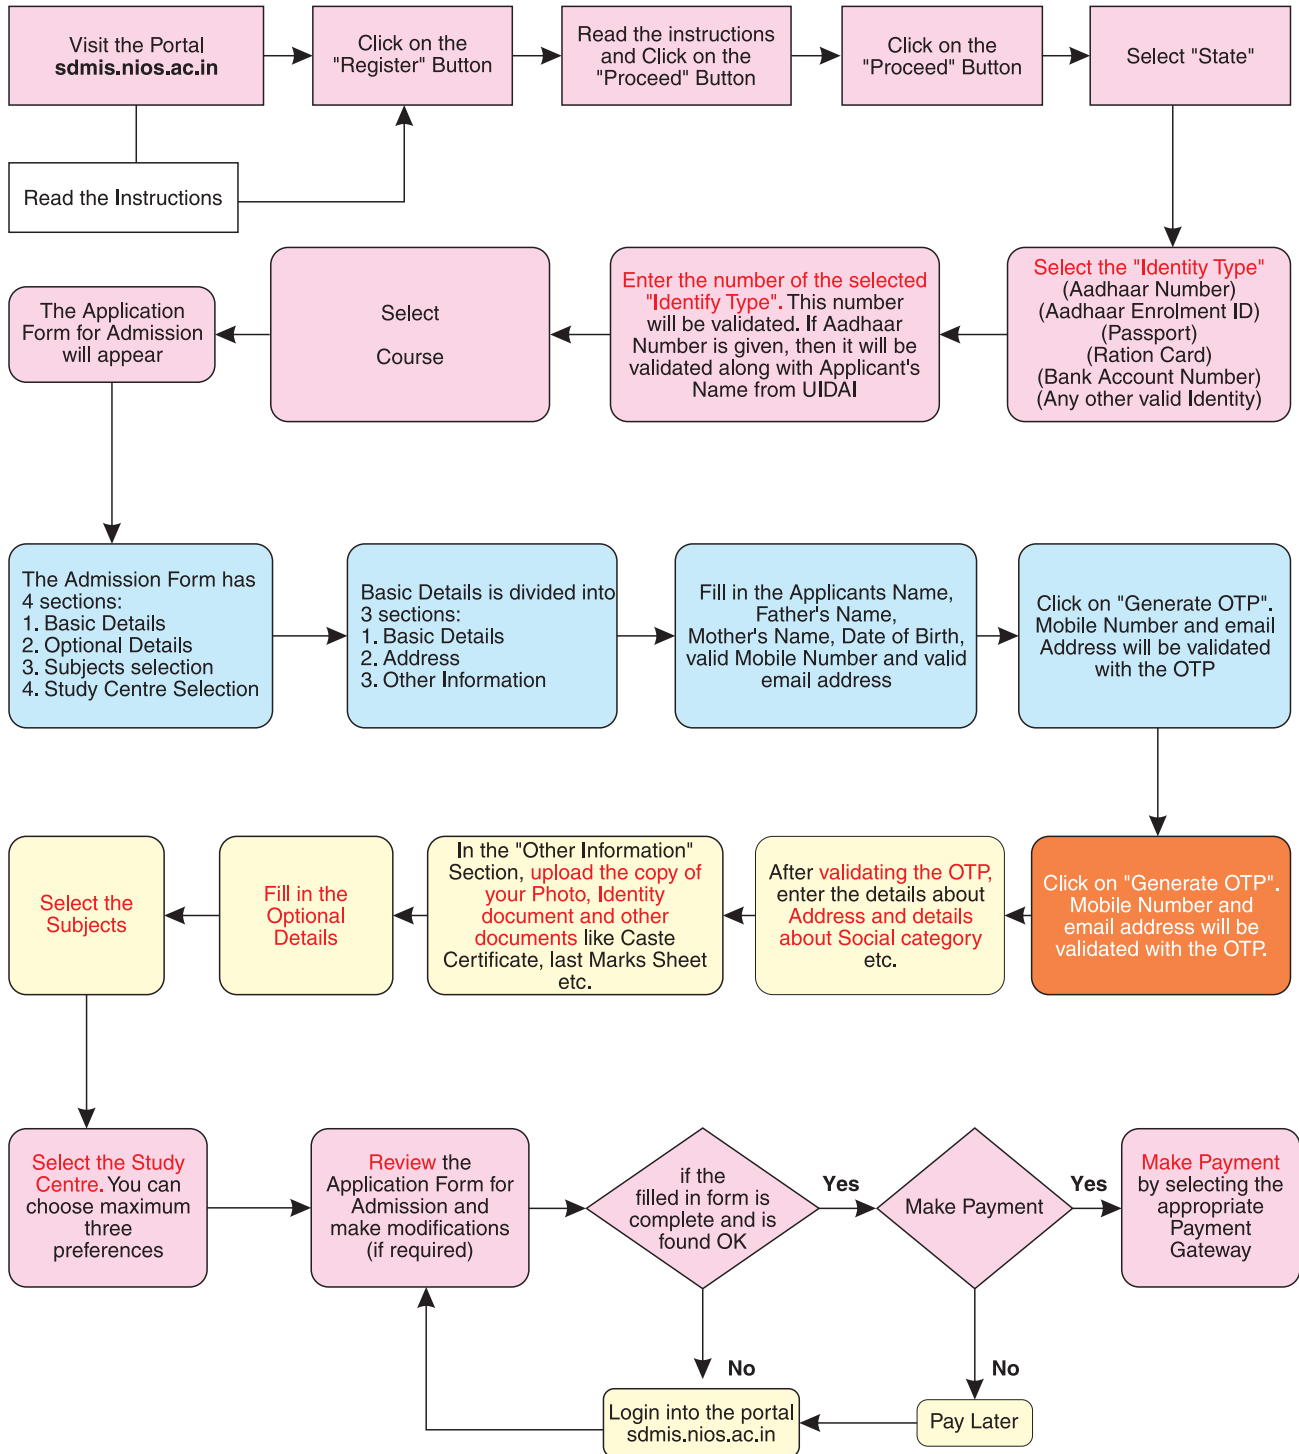 Visit the Portal
sdmis.nios.ac.in
Click on the
"Register" Button
Read the instructions
and Click on the
"Proceed" Button
Click on the
"Proceed" Button
Select "State"
Read the Instructions
The Application
Form for Admission
will appear
Select
Course
Enter the number of the selected
"Identify Type". This number
will be validated. If Aadhaar
Number is given, then it will be
validated along with Applicant's
Name from UIDAI
Select the "Identity Type"
(Aadhaar Number)
(Aadhaar Enrolment ID)
(Passport)
(Ration Card)
(Bank Account Number)
(Any other valid Identity)
The Admission Form has
4 sections:
1. Basic Details
2. Optional Details
3. Subjects selection
4. Study Centre Selection
Basic Details is divided into
3 sections:
1. Basic Details
2. Address
3. Other Information
Fill in the Applicants Name,
Father's Name,
Mother's Name, Date of Birth,
valid Mobile Number and valid
email address
Click on "Generate OTP".
Mobile Number and email
Address will be validated
with the OTP
Select the
Subjects
Fill in the
Optional
Details
In the "Other Information"
Section, upload the copy of
your Photo, Identity
document and other
documents like Caste
Certificate, last Marks Sheet
etc.
After validating the OTP,
enter the details about
Address and details
about Social category
etc.
Click on "Generate OTP".
Mobile Number and
email address will be
validated with the OTP.
Select the Study
Centre. You can
choose maximum
three
preferences
Review the
Application Form for
Admission and
make modifications
(if required)
if the
filled in form is
complete and is
found OK
Yes
Make Payment
Yes
Make Payment
by selecting the
appropriate
Payment
Gateway
No
No
Login into the portal
sdmis.nios.ac.in
Pay Later